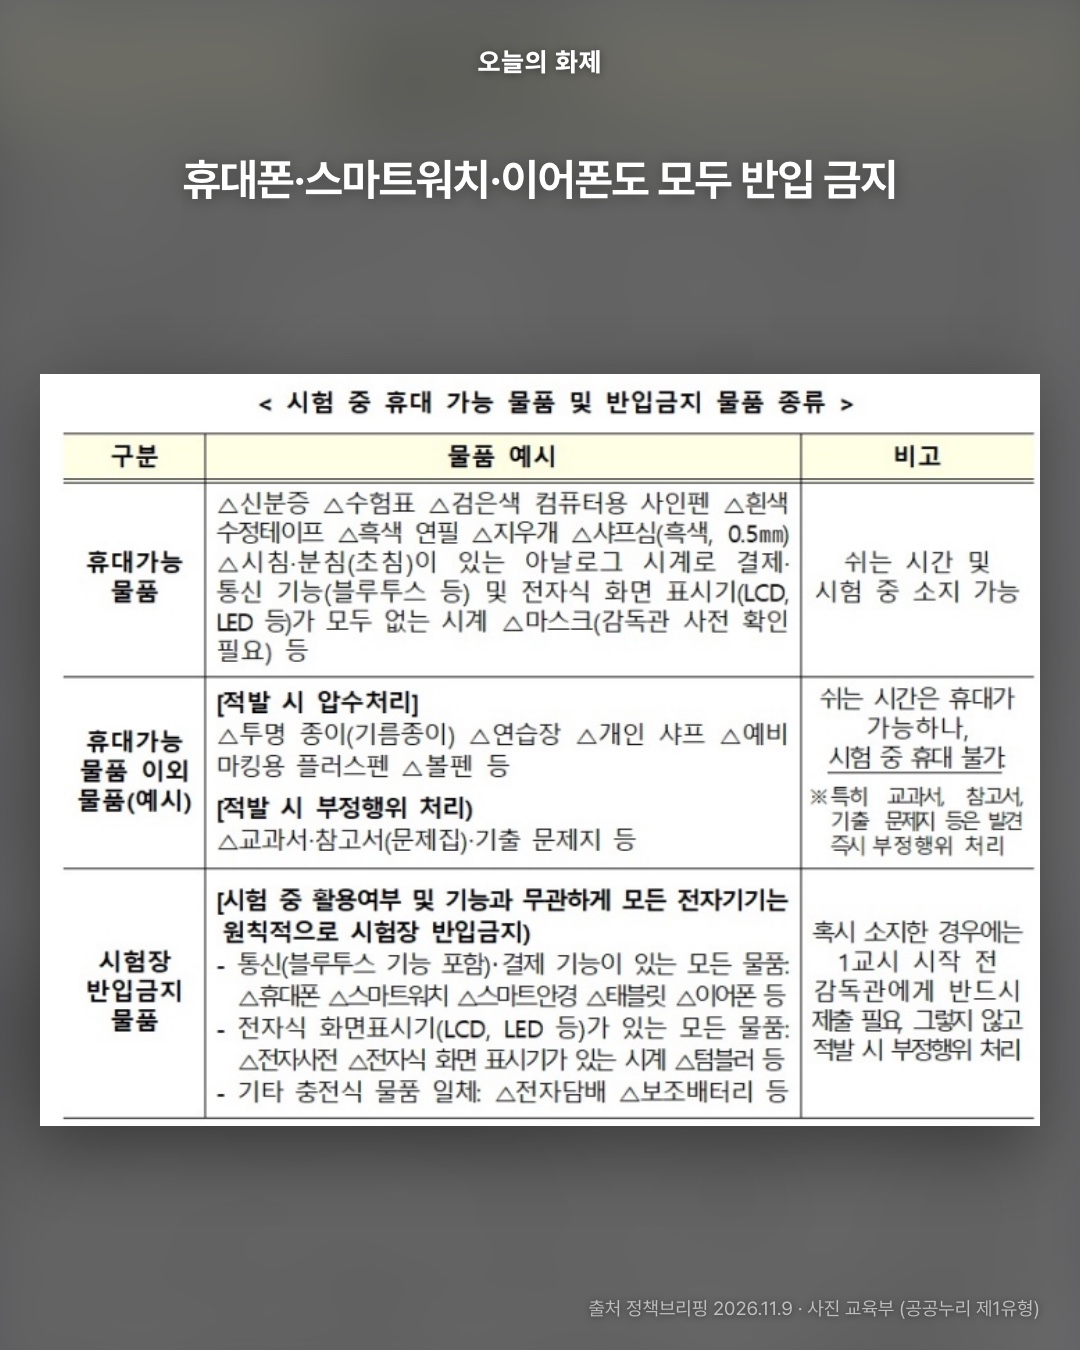 오늘의 화제
휴대폰·스마트워치·이어폰도 모두 반입 금지
< 시험 중 휴대 가능 물품 및 반입금지 물품 종류 >
구분
물품 예시
비고
휴대가능
물품
△신분증 △수험표 △검은색 컴퓨터용 사인펜 △흰색
수정테이프 △흑색 연필 △지우개 △샤프심(흑색, 0.5㎜)
△시침·분침(초침)이 있는 아날로그 시계로 결제·
통신 기능(블루투스 등) 및 전자식 화면 표시기(LCD,
LED 등)가 모두 없는 시계 △마스크(감독관 사전 확인
필요) 등
쉬는 시간 및
시험 중 소지 가능
휴대가능
물품 이외
물품(예시)
[적발 시 압수처리]
△투명 종이(기름종이) △연습장 △개인 샤프 △예비
마킹용 플러스펜 △볼펜 등
[적발 시 부정행위 처리)
△교과서·참고서(문제집)·기출 문제지 등
쉬는 시간은 휴대가
가능하나,
시험 중 휴대 불가
※특히 교과서, 참고서,
기출 문제지 등은 발견
즉시 부정행위 처리
시험장
반입금지
물품
[시험 중 활용여부 및 기능과 무관하게 모든 전자기기는
원칙적으로 시험장 반입금지)
- 통신(블루투스 기능 포함)·결제 기능이 있는 모든 물품:
△휴대폰 △스마트워치 △스마트안경 △태블릿 △이어폰 등
- 전자식 화면표시기(LCD, LED 등)가 있는 모든 물품:
△전자사전 △전자식 화면 표시기가 있는 시계 △텀블러 등
- 기타 충전식 물품 일체: △전자담배 △보조배터리 등
혹시 소지한 경우에는
1교시 시작 전
감독관에게 반드시
제출 필요, 그렇지 않고
적발 시 부정행위 처리
출처 정책브리핑 2026.11.9 · 사진 교육부 (공공누리 제1유형)